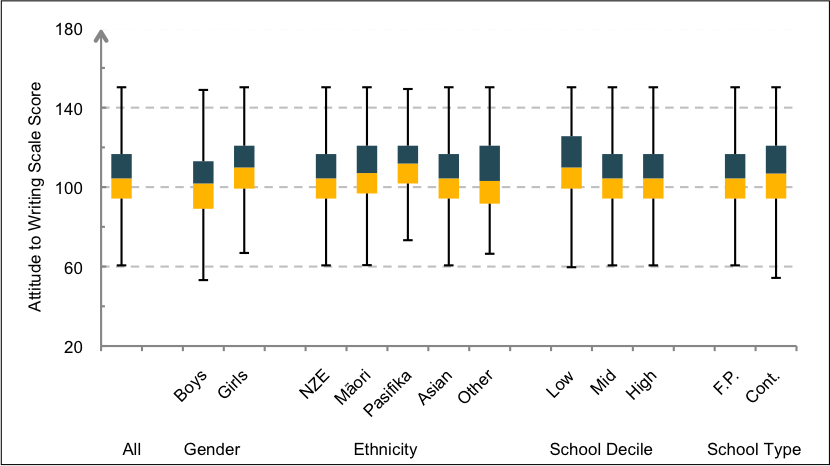 Attitude to Writing Scale Score
180
140
100
60
20
Boys
Girls
NZE
Māori
Pasifika
Asian
Other
Low
Mid
High
F.P.
Cont.
All
Gender
Ethnicity
School Decile
School Type